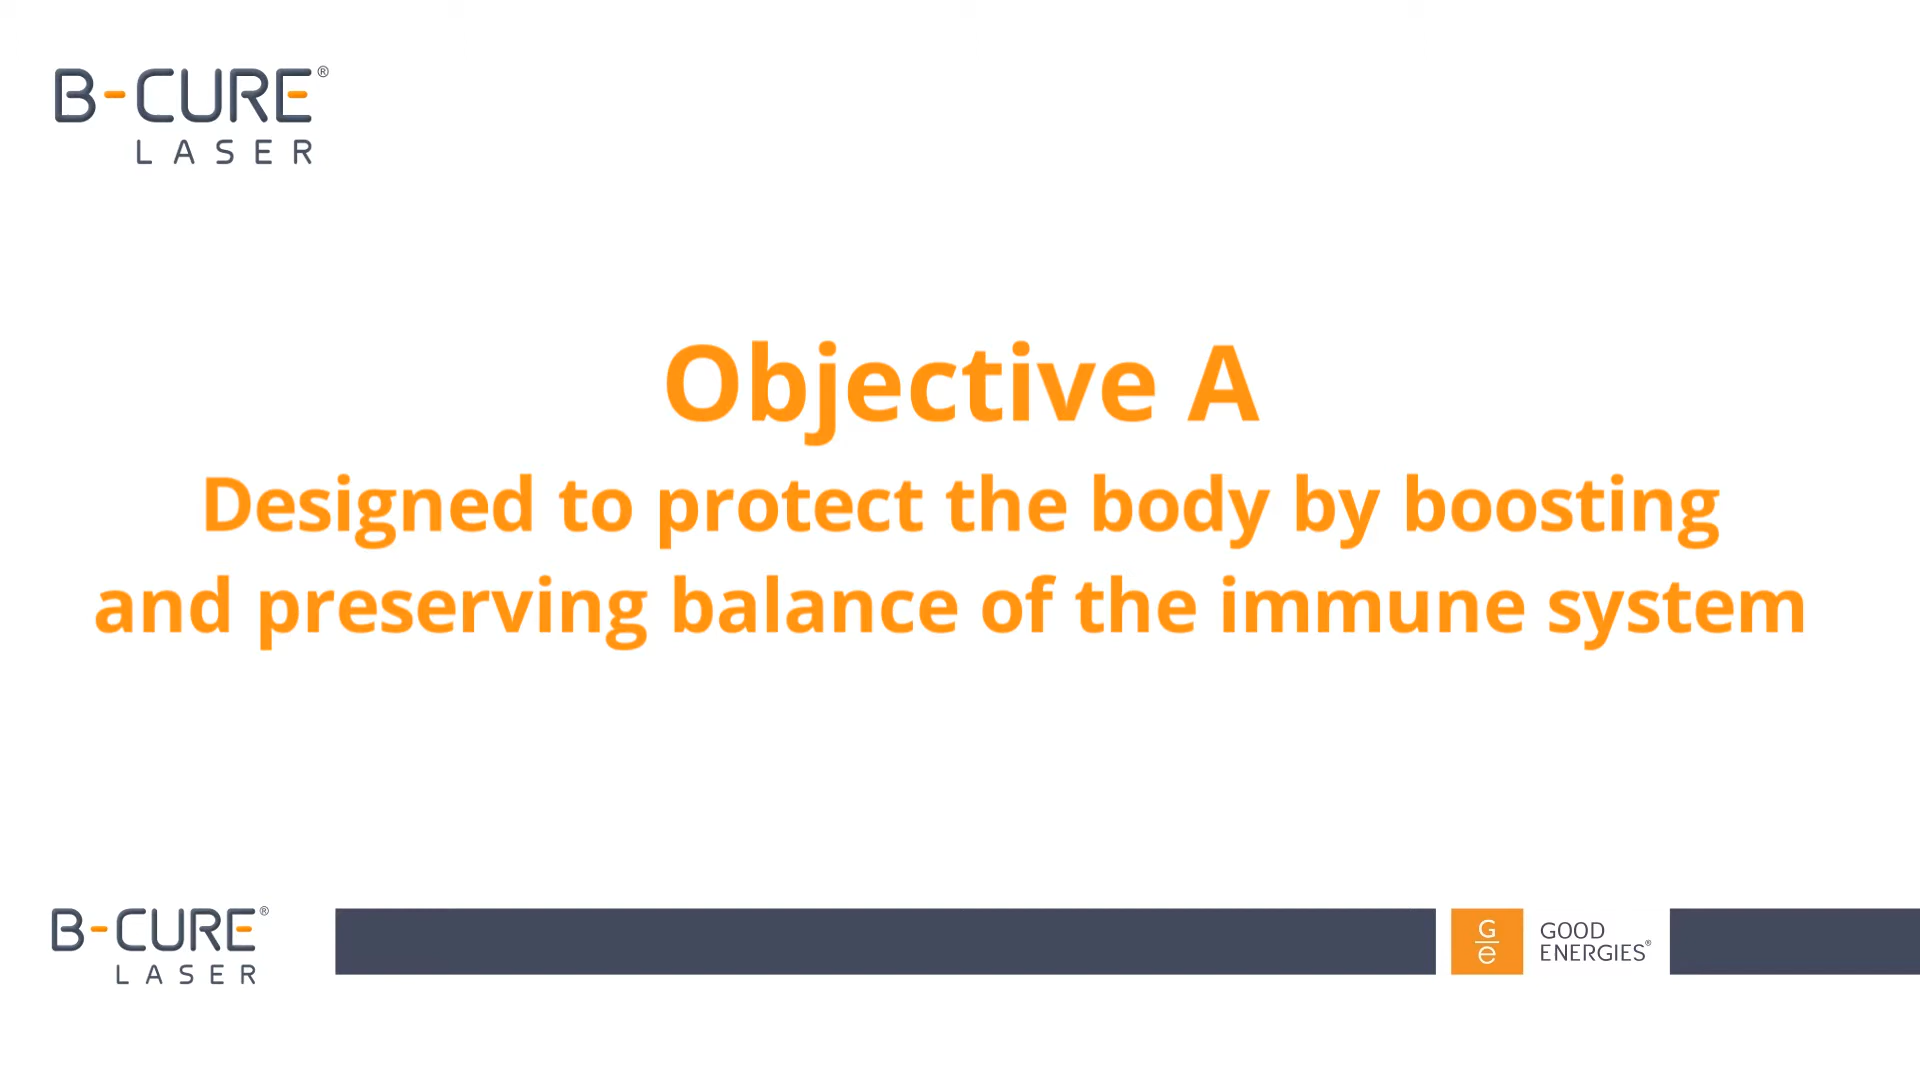 B-CURE®
LASER
Objective A
Designed to protect the body by boosting
and preserving balance of the immune system
B-CURE®
LASER
G
e
GOOD
ENERGIES®